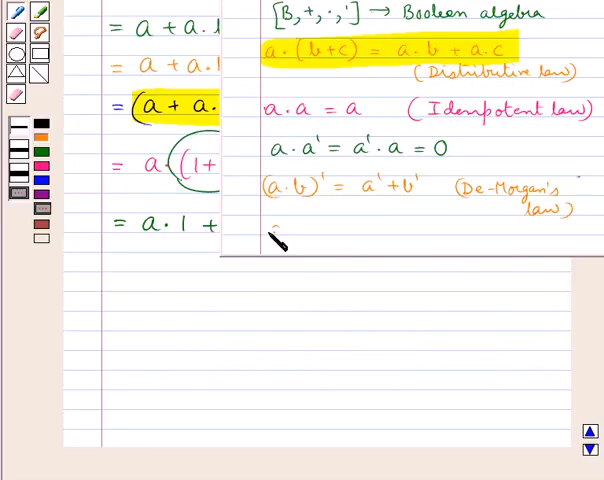 [B, +, ·, '] → Boolean algebra
a · (b + c) = a · b + a · c
(Distributive law)
a · a = a (Idempotent law)
a · a' = a' · a = 0
(a · b)' = a' + b' (De-Morgan's
law)
= a + a ·
= a + a ·
= (a + a ·
= a · (1 +
= a · 1 +